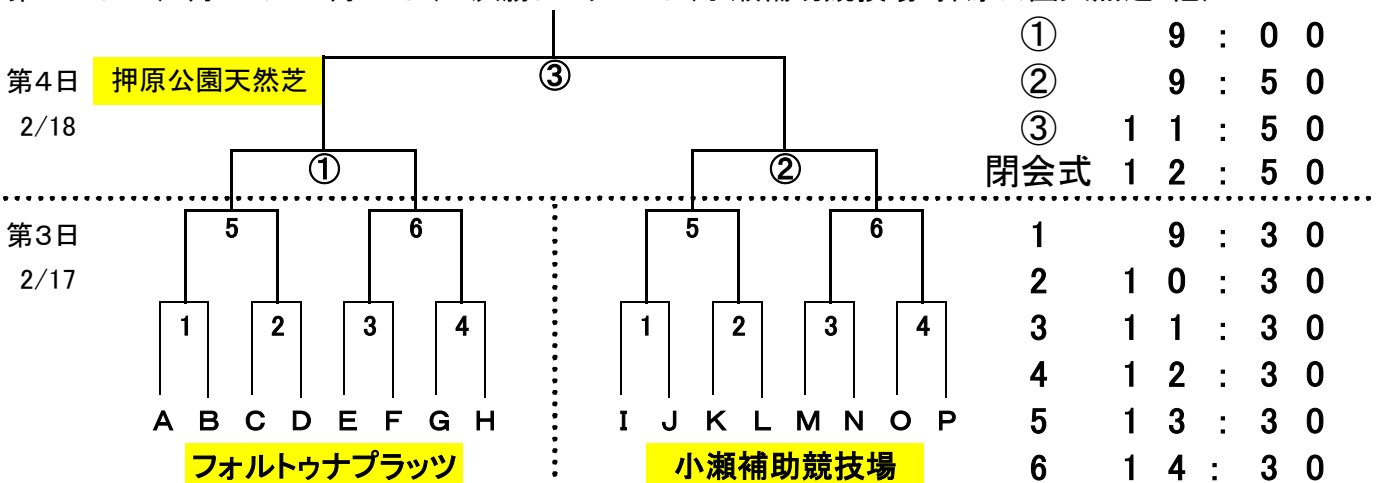 ① 9:00
第4日 押原公園天然芝 ③ ② 9:50
2/18 ③ 11:50
① ② 閉会式 12:50
第3日 5 6 5 6 1 9:30
2/17 2 10:30
1 2 3 4 1 2 3 4 3 11:30
4 12:30
A B C D E F G H I J K L M N O P 5 13:30
フォルトゥナプラッツ 小瀬補助競技場 6 14:30